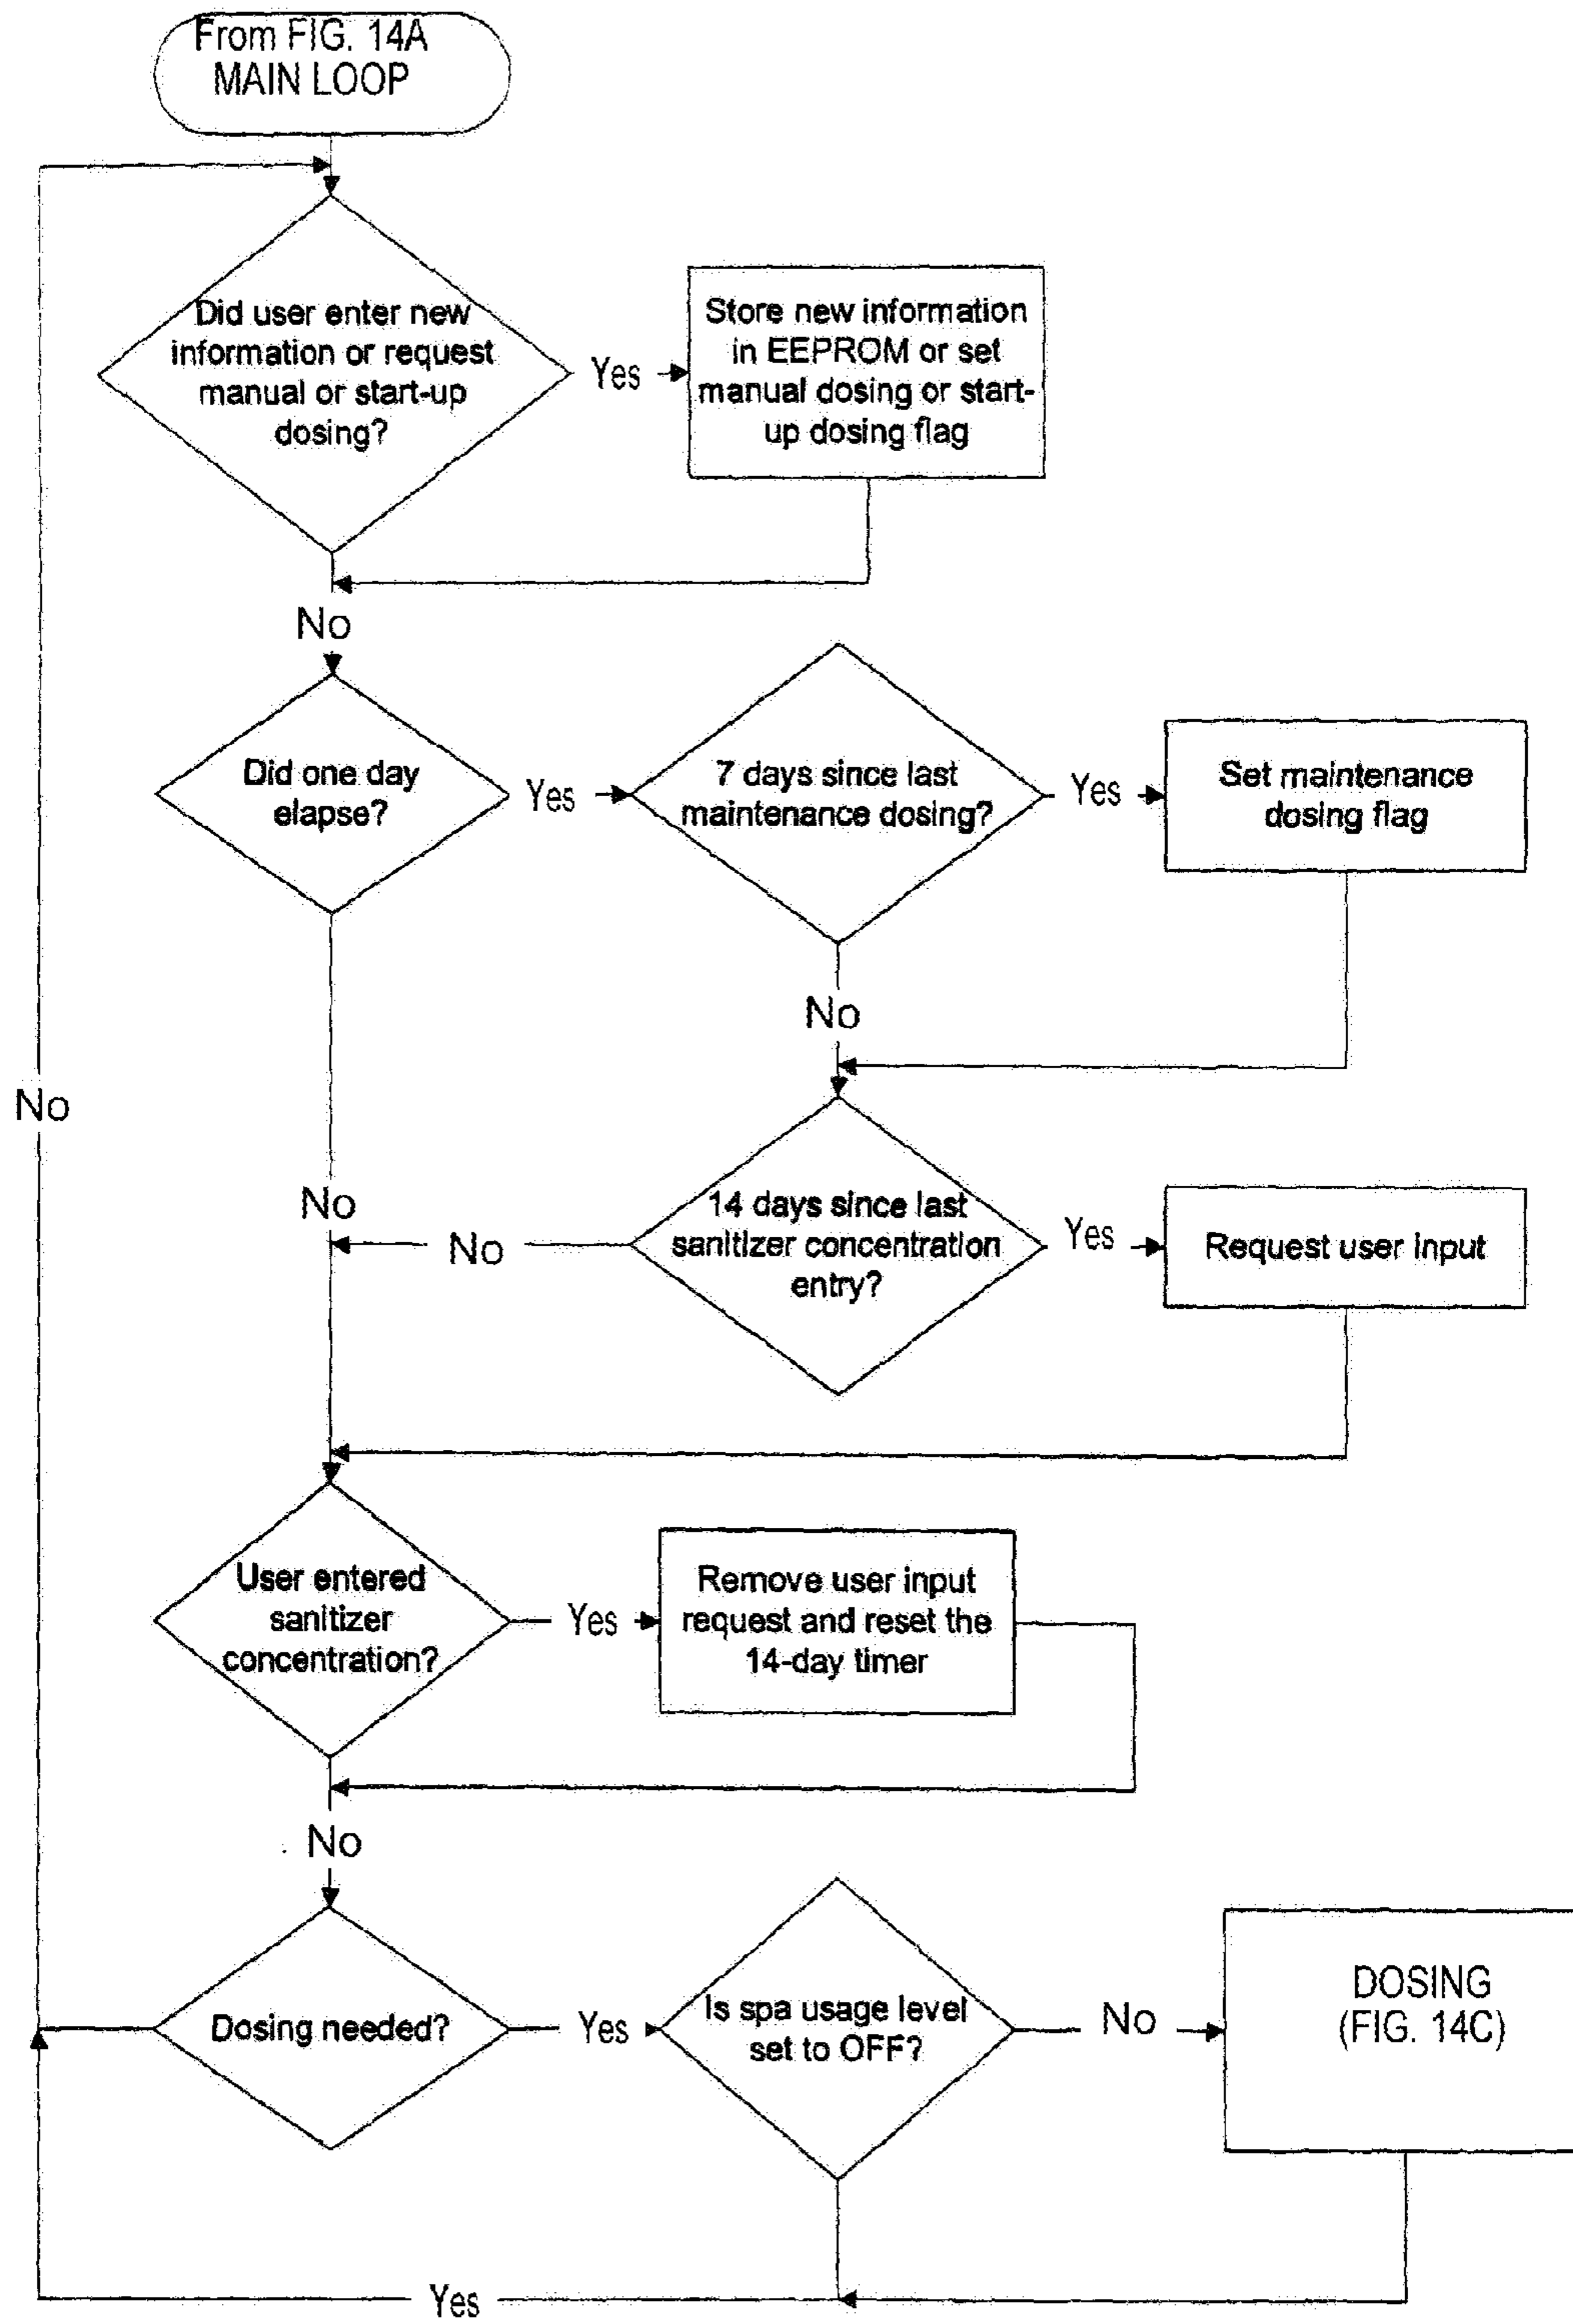 From FIG. 14A
MAIN LOOP
Did user enter new
information or request
manual or start-up
dosing?
Yes
Store new information
in EEPROM or set
manual dosing or start-
up dosing flag
No
Did one day
elapse?
Yes
7 days since last
maintenance dosing?
Yes
Set maintenance
dosing flag
No
No
No
14 days since last
sanitizer concentration
entry?
Yes
Request user input
No
User entered
sanitizer
concentration?
Yes
Remove user input
request and reset the
14-day timer
No
Dosing needed?
Yes
Is spa usage level
set to OFF?
No
DOSING
(FIG. 14C)
Yes